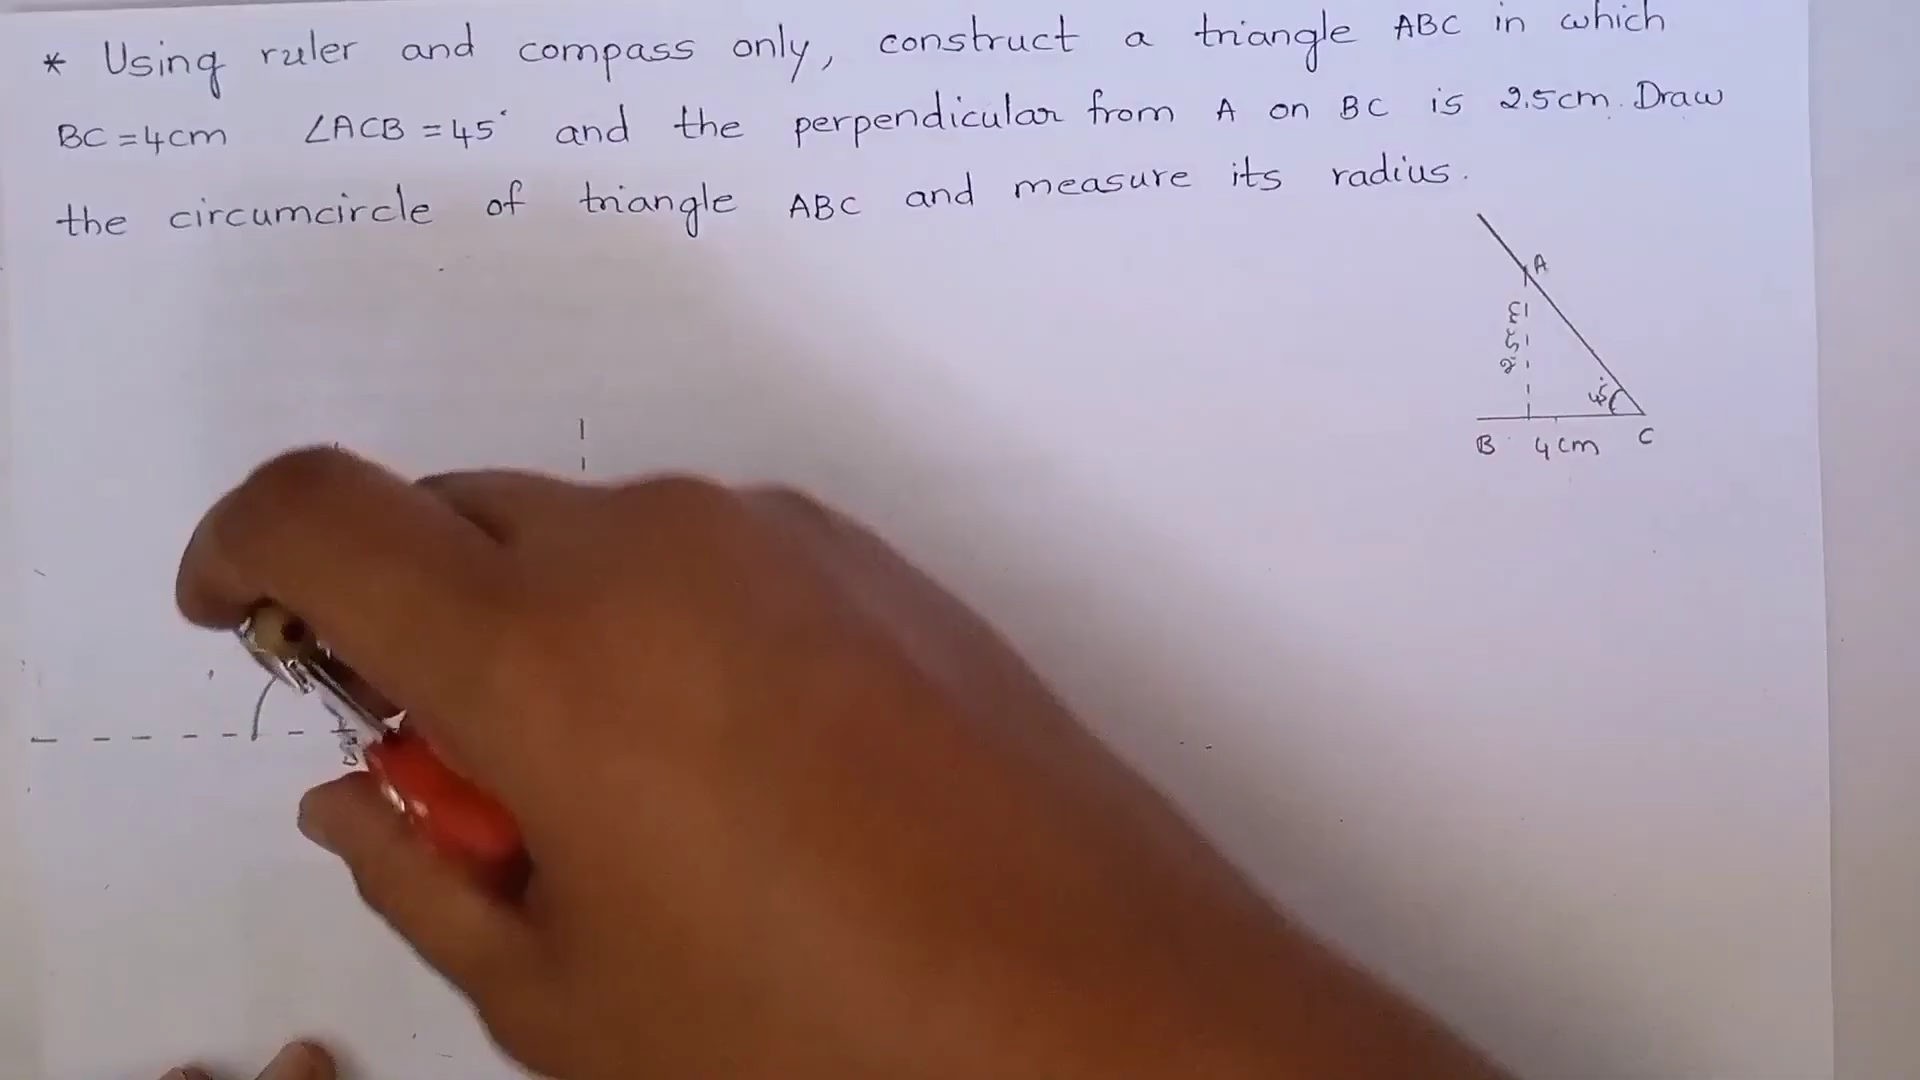 * Using ruler and compass only, construct a triangle ABC in which
BC = 4cm ∠ACB = 45° and the perpendicular from A on BC is 2.5cm. Draw
the circumcircle of triangle ABC and measure its radius.
A
2.5
45°
B 4cm C
B